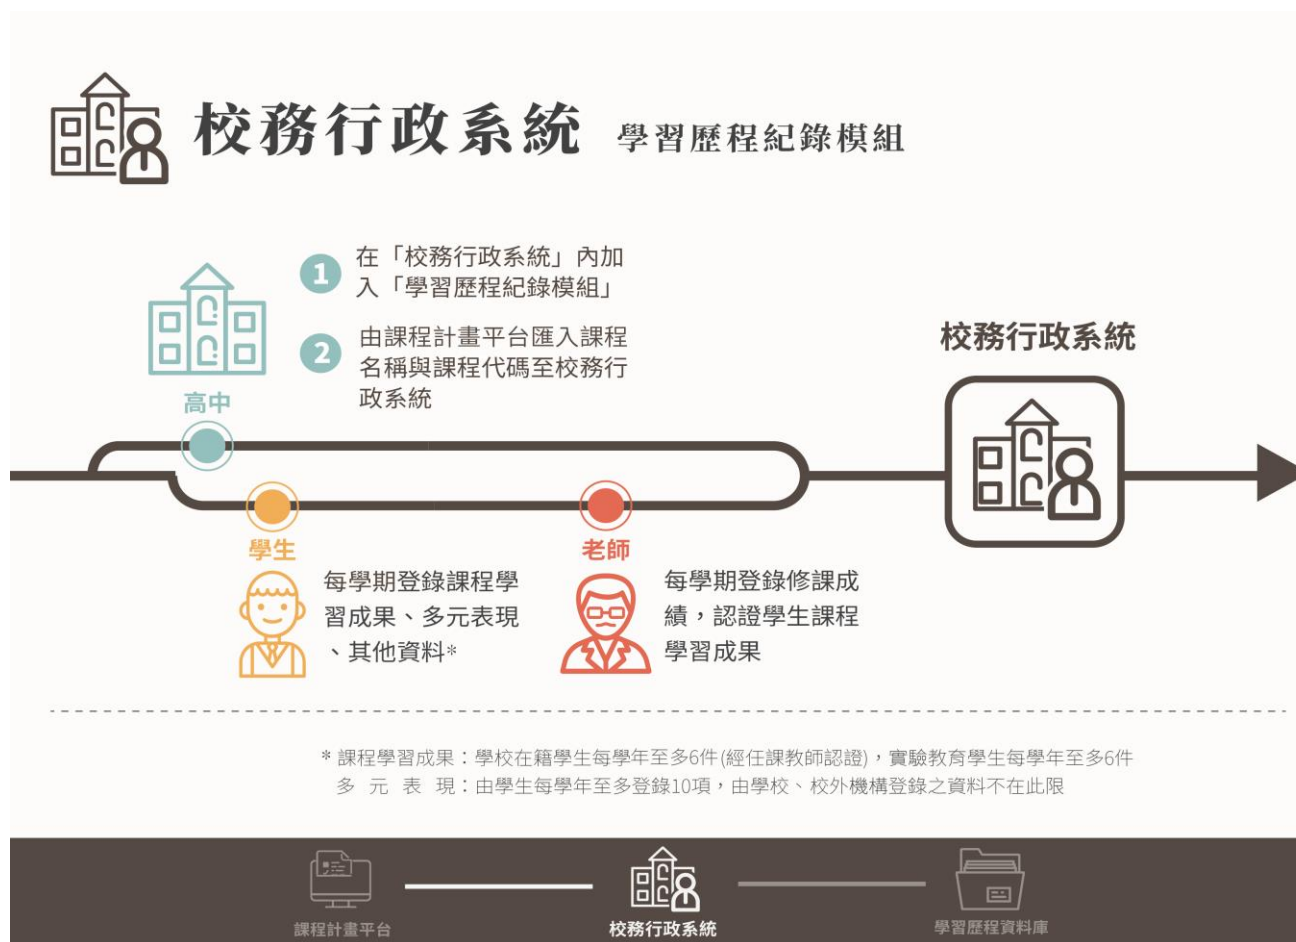 校務行政系統 學習歷程紀錄模組
1 在「校務行政系統」內加
入「學習歷程紀錄模組」
2 由課程計畫平台匯入課程
名稱與課程代碼至校務行
政系統
高中
校務行政系統
學生
每學期登錄課程學
習成果、多元表現
、其他資料*
老師
每學期登錄修課成
績，認證學生課程
學習成果
* 課程學習成果：學校在籍學生每學年至多6件(經任課教師認證)，實驗教育學生每學年至多6件
多 元 表 現：由學生每學年至多登錄10項，由學校、校外機構登錄之資料不在此限
課程計畫平台
校務行政系統
學習歷程資料庫